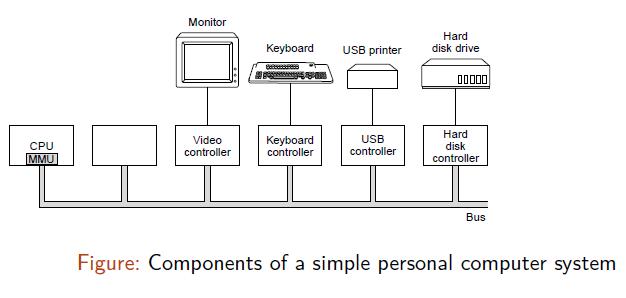 Monitor
Keyboard
USB printer
Hard
disk drive
CPU
MMU
Video
controller
Keyboard
controller
USB
controller
Hard
disk
controller
Bus
Figure: Components of a simple personal computer system